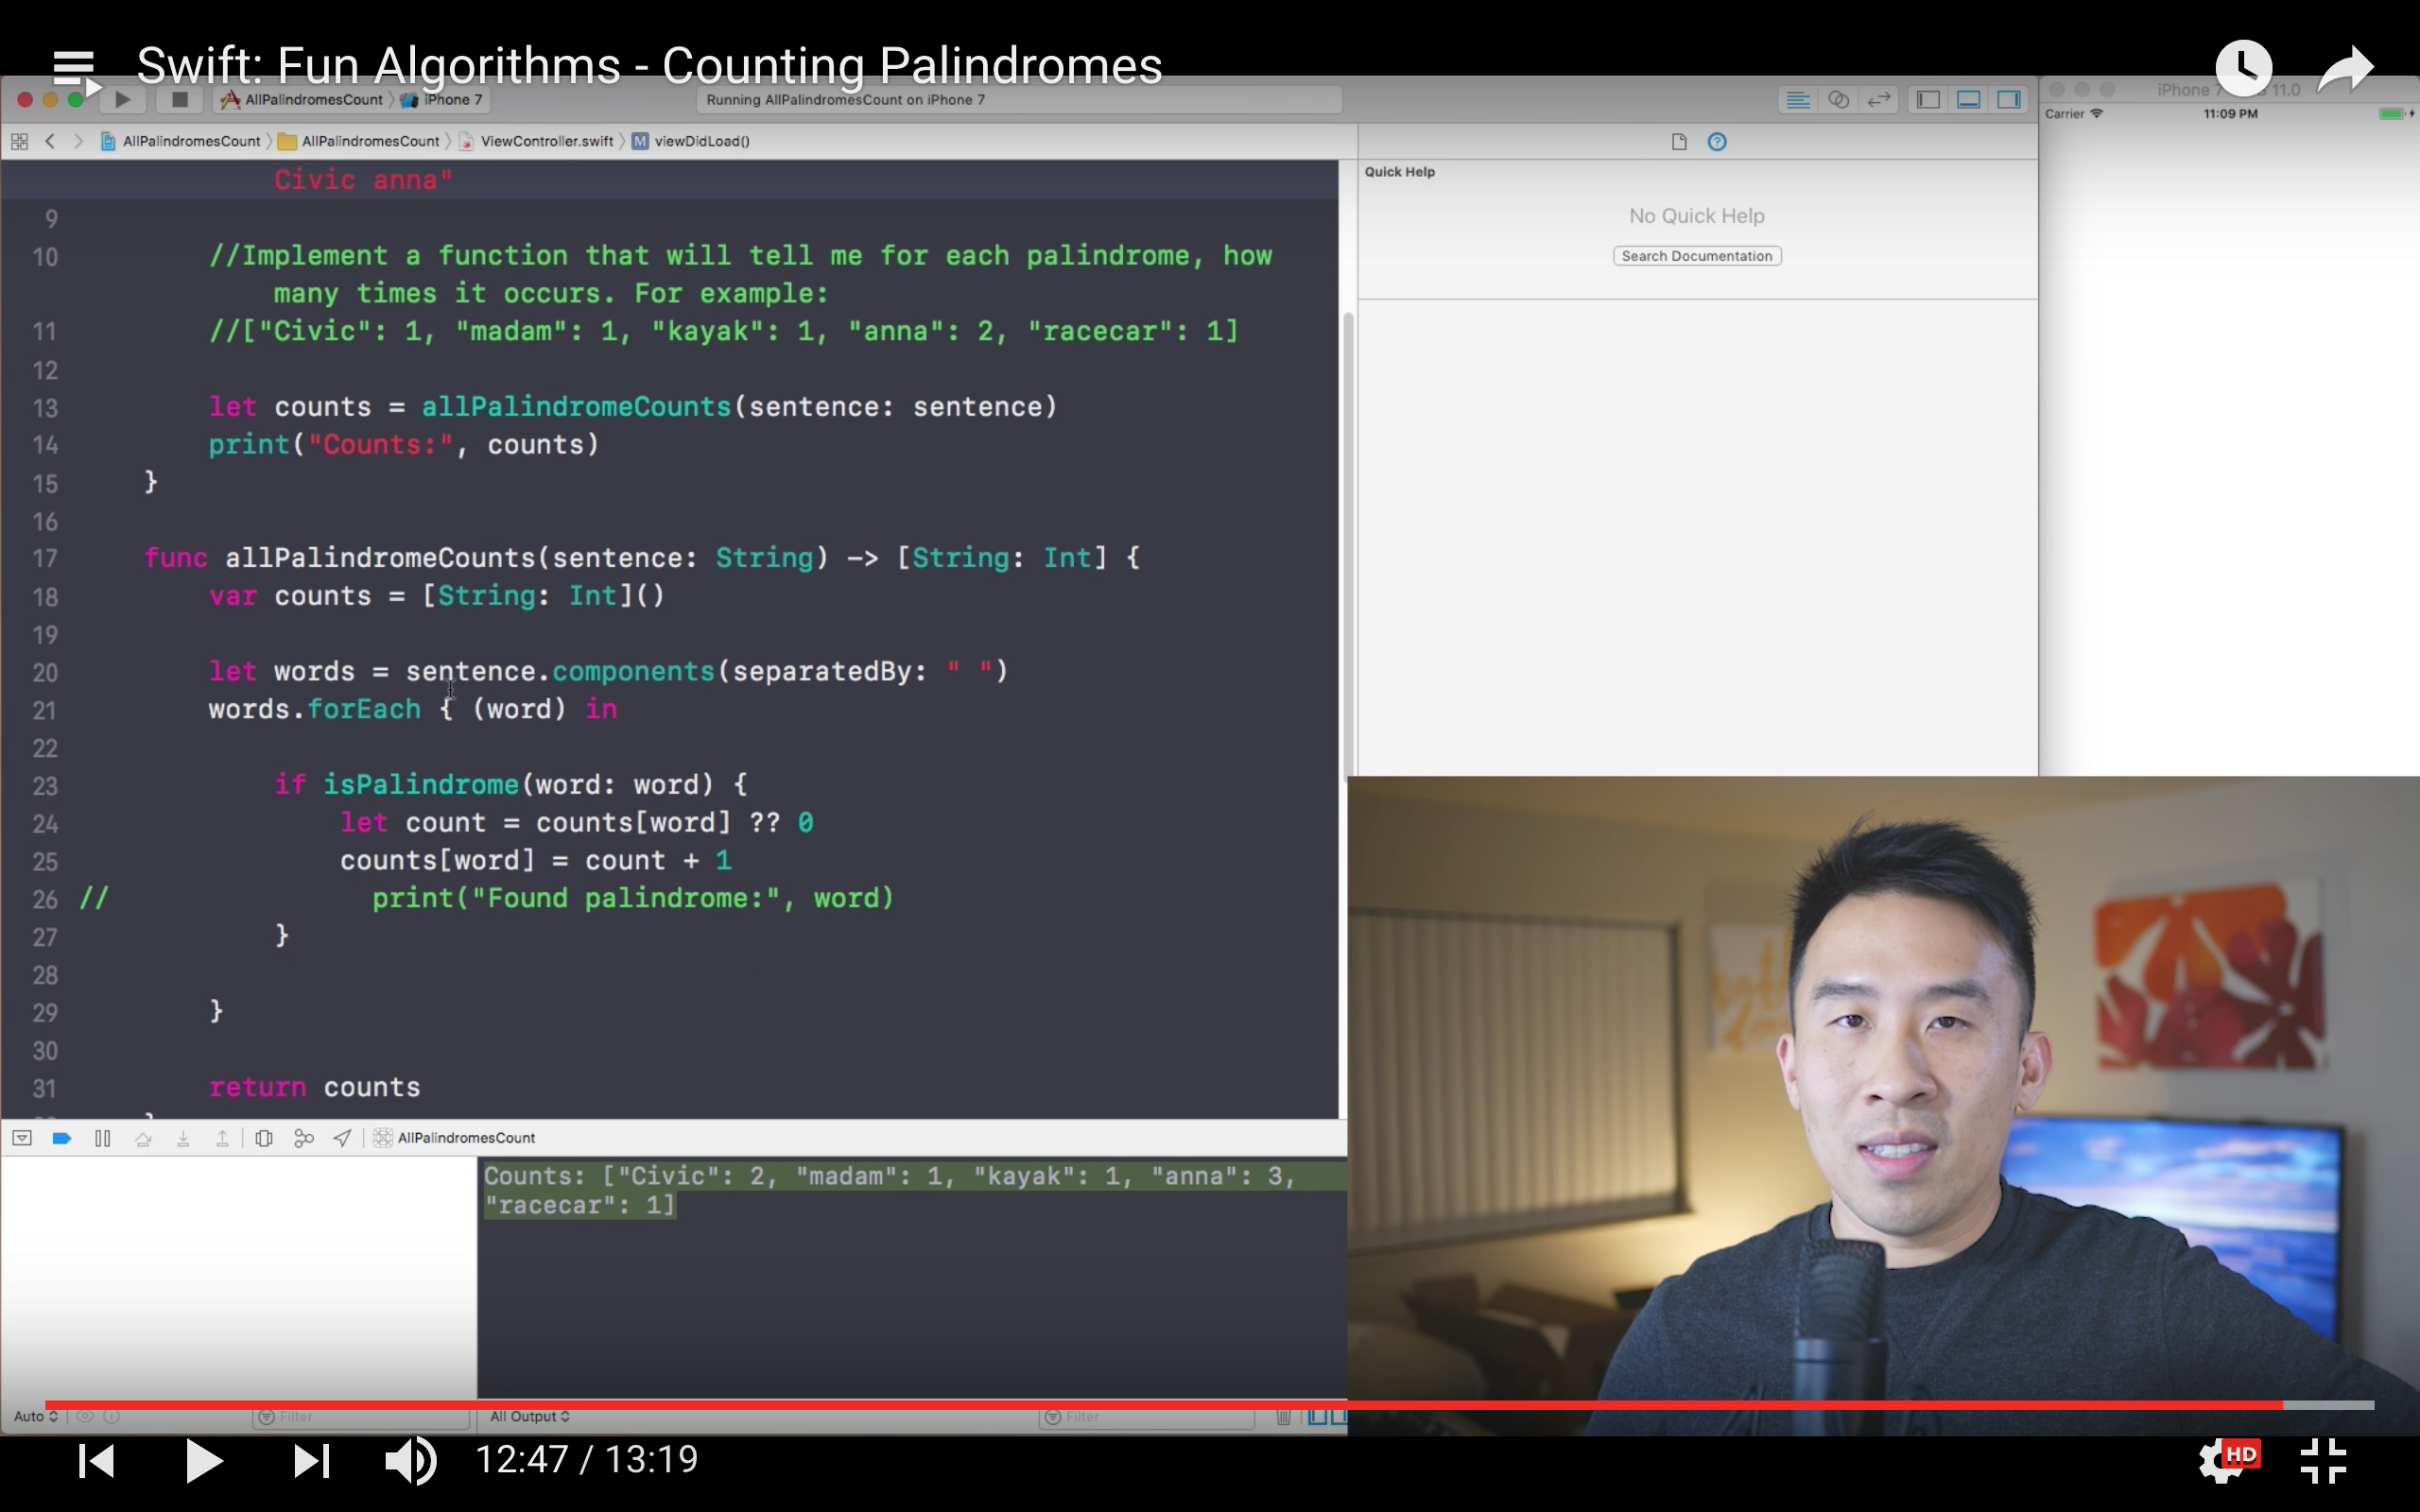 Swift: Fun Algorithms - Counting Palindromes
AllPalindromesCount iPhone 7
Running AllPalindromesCount on iPhone 7
11.0
Carrier
11:09 PM
AllPalindromesCount AllPalindromesCount ViewController.swift M viewDidLoad()
Quick Help
No Quick Help
Search Documentation
Civic anna"
9
10 //Implement a function that will tell me for each palindrome, how
many times it occurs. For example:
11 //["Civic": 1, "madam": 1, "kayak": 1, "anna": 2, "racecar": 1]
12
13 let counts = allPalindromeCounts(sentence: sentence)
14 print("Counts:", counts)
15 }
16
17 func allPalindromeCounts(sentence: String) -> [String: Int] {
18 var counts = [String: Int]()
19
20 let words = sentence.components(separatedBy: " ")
21 words.forEach { (word) in
22
23 if isPalindrome(word: word) {
24 let count = counts[word] ?? 0
25 counts[word] = count + 1
26 // print("Found palindrome:", word)
27 }
28
29 }
30
31 return counts
AllPalindromesCount
Counts: ["Civic": 2, "madam": 1, "kayak": 1, "anna": 3,
"racecar": 1]
Auto Filter All Output Filter
12:47 / 13:19
HD